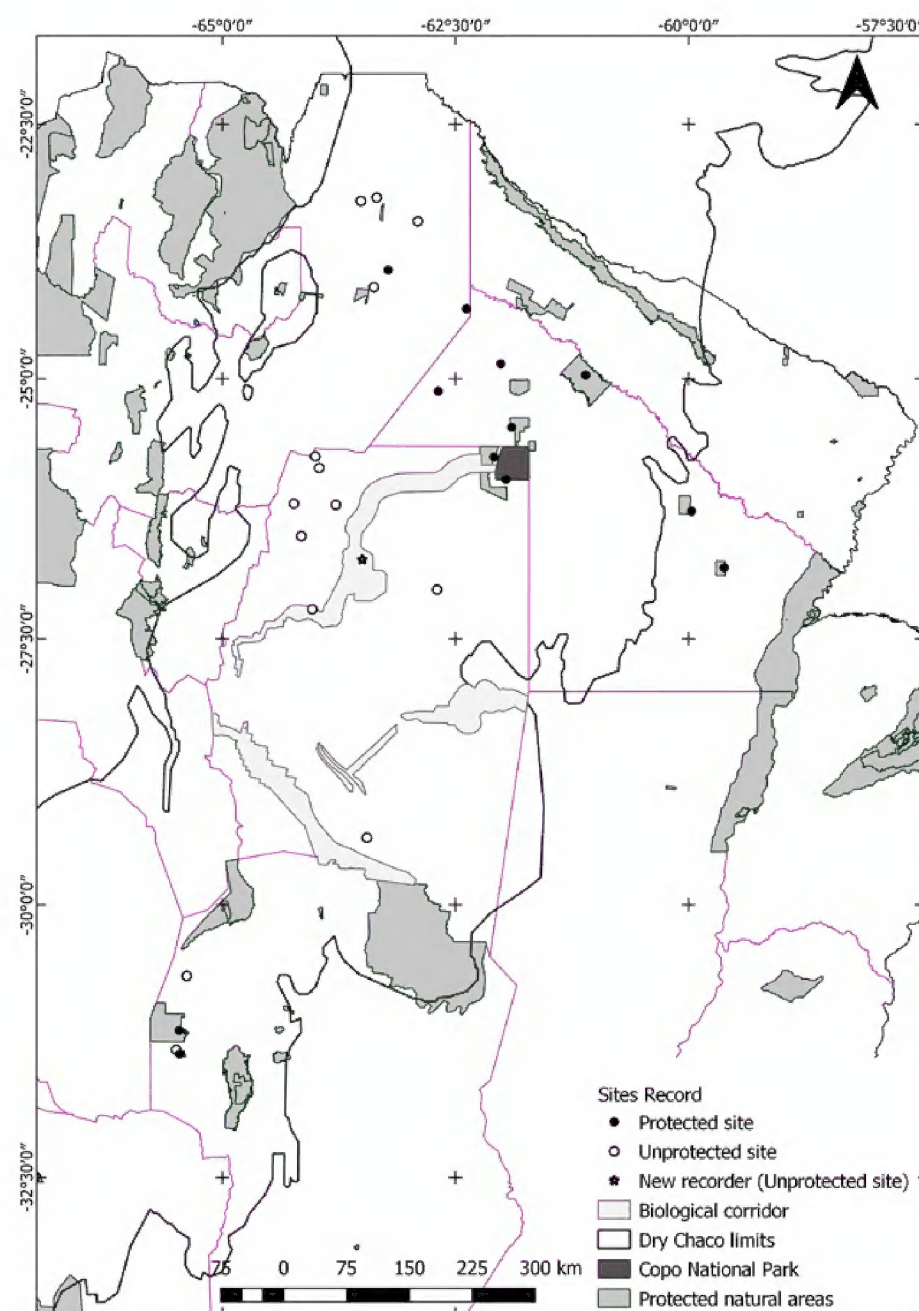 -65°0'0" -62°30'0" -60°0'0" -57°30'0"
-22°30'0"
-25°0'0"
-27°30'0"
-30°0'0"
-32°30'0"
Sites Record
Protected site
Unprotected site
New recorder (Unprotected site)
Biological corridor
Dry Chaco limits
Copo National Park
Protected natural areas
75 0 75 150 225 300 km